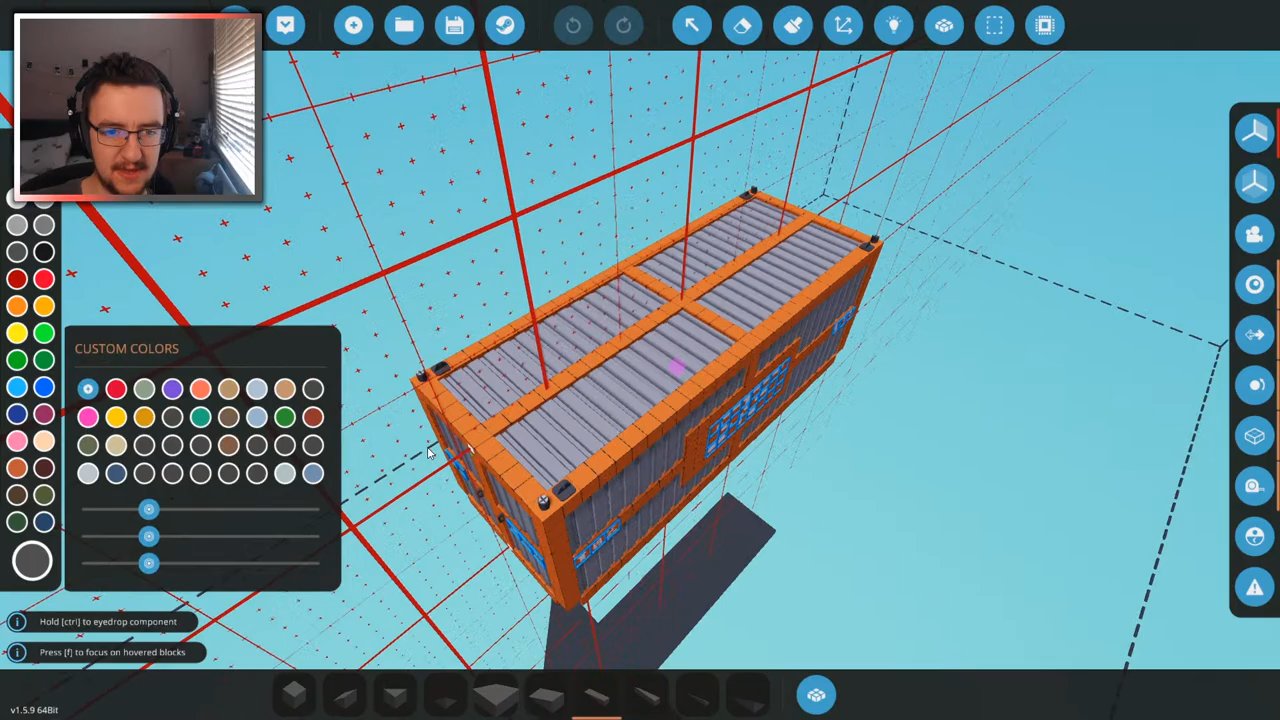 CUSTOM COLORS
Hold [ctrl] to eyedrop component
Press [f] to focus on hovered blocks
v1.5.9 64Bit